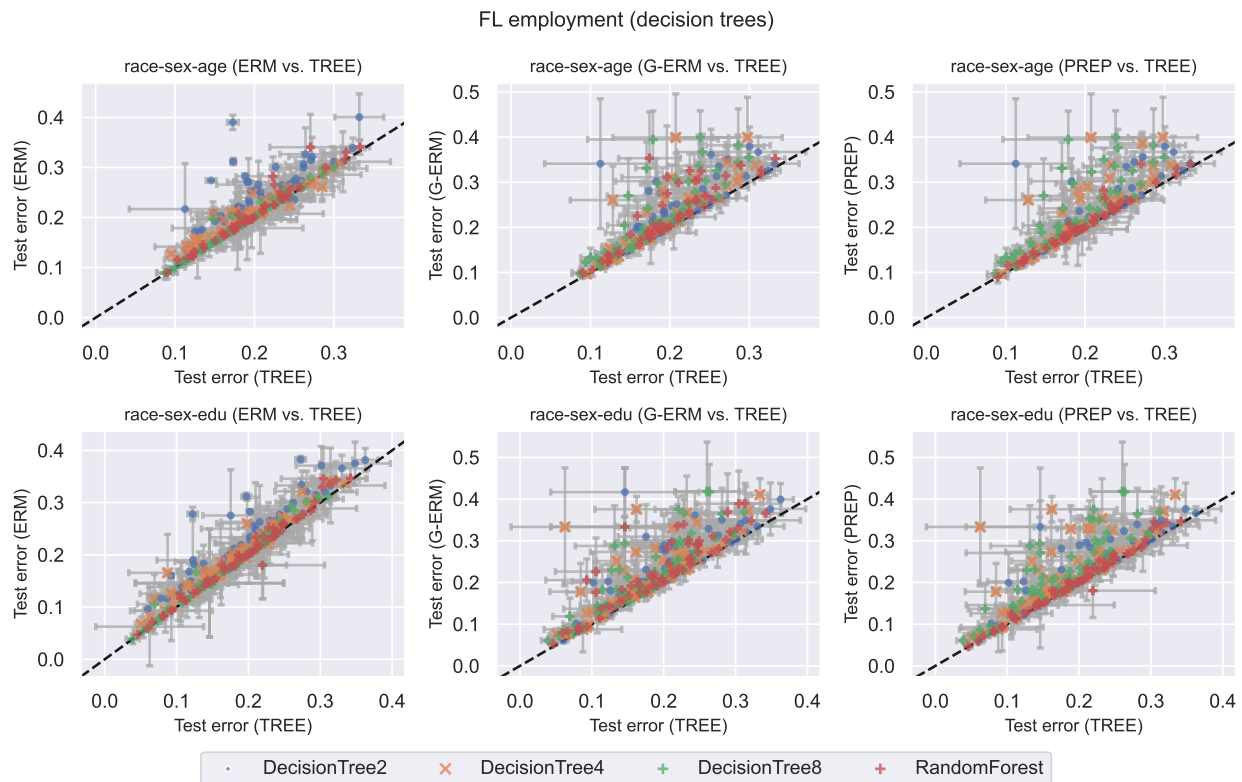 FL employment (decision trees)
race-sex-age (ERM vs. TREE)
race-sex-age (G-ERM vs. TREE)
race-sex-age (PREP vs. TREE)
Test error (ERM)
0.4
0.3
0.2
0.1
0.0
0.0 0.1 0.2 0.3
Test error (TREE)
Test error (G-ERM)
0.5
0.4
0.3
0.2
0.1
0.0
0.0 0.1 0.2 0.3
Test error (TREE)
Test error (PREP)
0.5
0.4
0.3
0.2
0.1
0.0
0.0 0.1 0.2 0.3
Test error (TREE)
race-sex-edu (ERM vs. TREE)
race-sex-edu (G-ERM vs. TREE)
race-sex-edu (PREP vs. TREE)
Test error (ERM)
0.4
0.3
0.2
0.1
0.0
0.0 0.1 0.2 0.3 0.4
Test error (TREE)
Test error (G-ERM)
0.5
0.4
0.3
0.2
0.1
0.0
0.0 0.1 0.2 0.3 0.4
Test error (TREE)
Test error (PREP)
0.5
0.4
0.3
0.2
0.1
0.0
0.0 0.1 0.2 0.3 0.4
Test error (TREE)
DecisionTree2 DecisionTree4 DecisionTree8 RandomForest